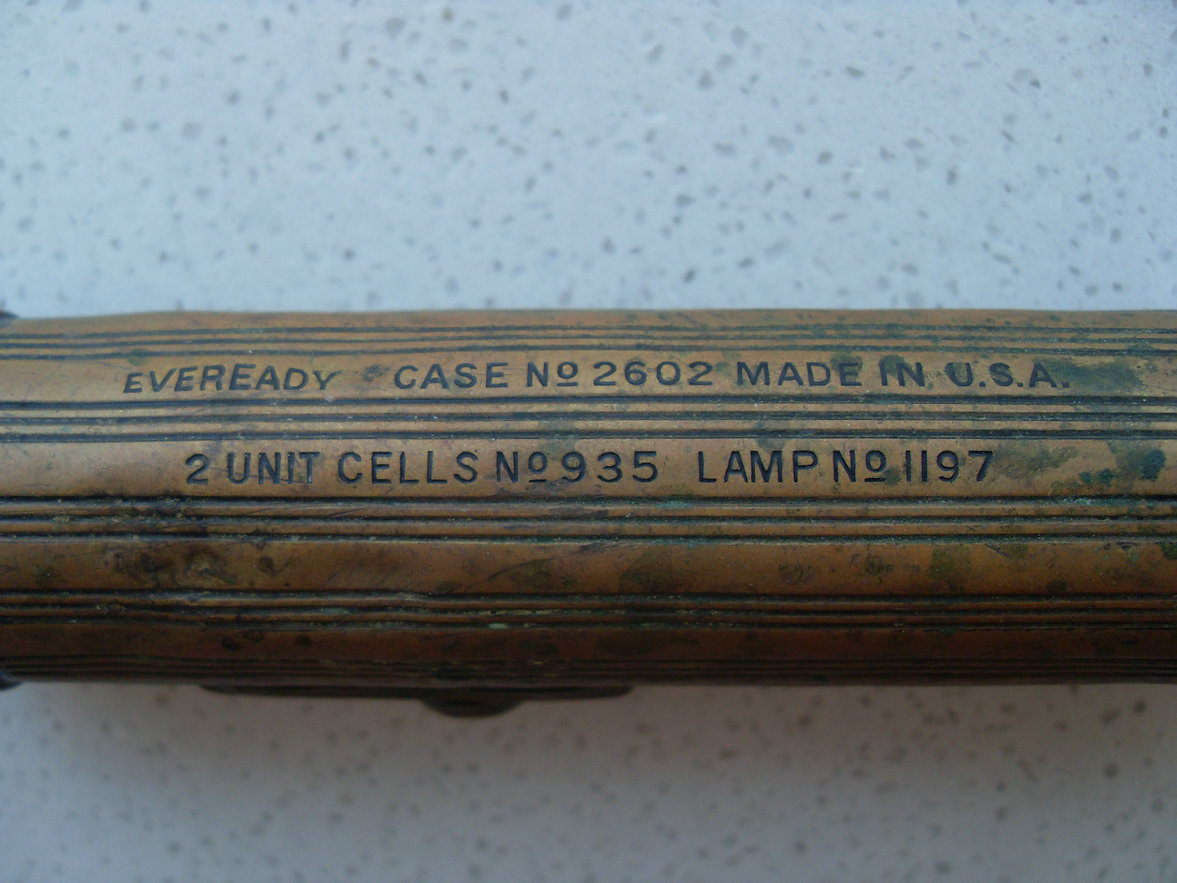 EVEREADY CASE Nº 2602 MADE IN U.S.A.
2 UNIT CELLS Nº 935 LAMP Nº 1197